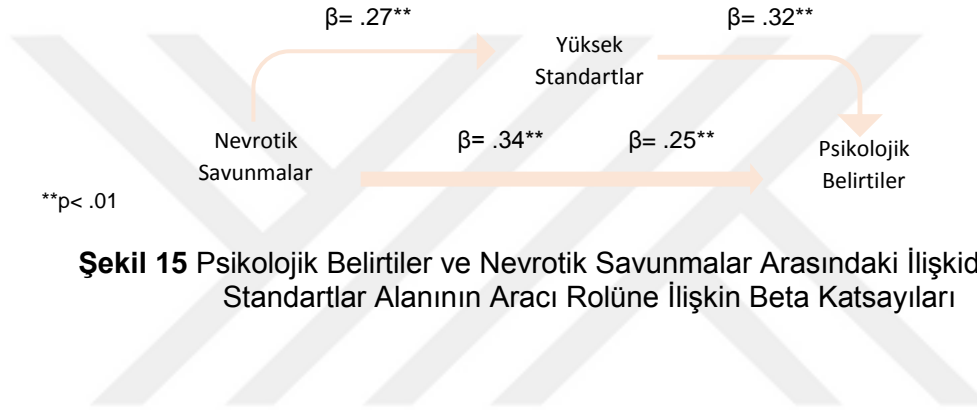 β= .27**
β= .32**
Yüksek
Standartlar
Nevrotik
Savunmalar
β= .34**
β= .25**
Psikolojik
Belirtiler
**p< .01
Şekil 15 Psikolojik Belirtiler ve Nevrotik Savunmalar Arasındaki
Standartlar Alanının Aracı Rolüne İlişkin Beta Katsayıları